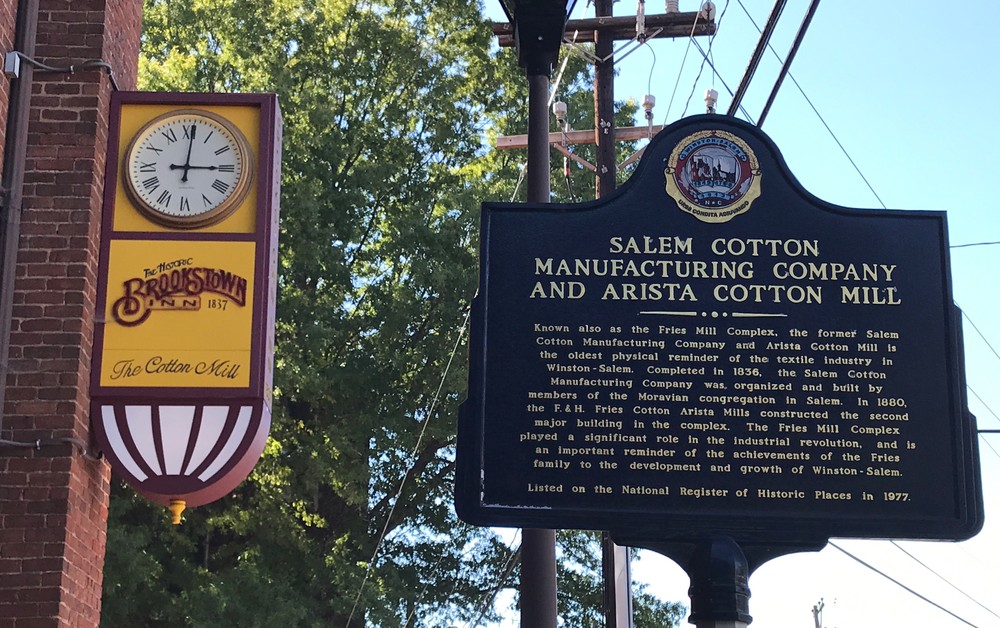 The Historic
BROOKSTOWN
INN 1837
The Cotton Mill
WINSTON-SALEM
N • C
URBS CONDITA ADIUVANDO
SALEM COTTON
MANUFACTURING COMPANY
AND ARISTA COTTON MILL
Known also as the Fries Mill Complex, the former Salem
Cotton Manufacturing Company and Arista Cotton Mill is
the oldest physical reminder of the textile industry in
Winston-Salem. Completed in 1836, the Salem Cotton
Manufacturing Company was, organized and built by
members of the Moravian congregation in Salem. In 1880,
the F. & H. Fries Cotton Arista Mills constructed the second
major building in the complex. The Fries Mill Complex
played a significant role in the industrial revolution, and is
an important reminder of the achievements of the Fries
family to the development and growth of Winston-Salem.
Listed on the National Register of Historic Places in 1977.